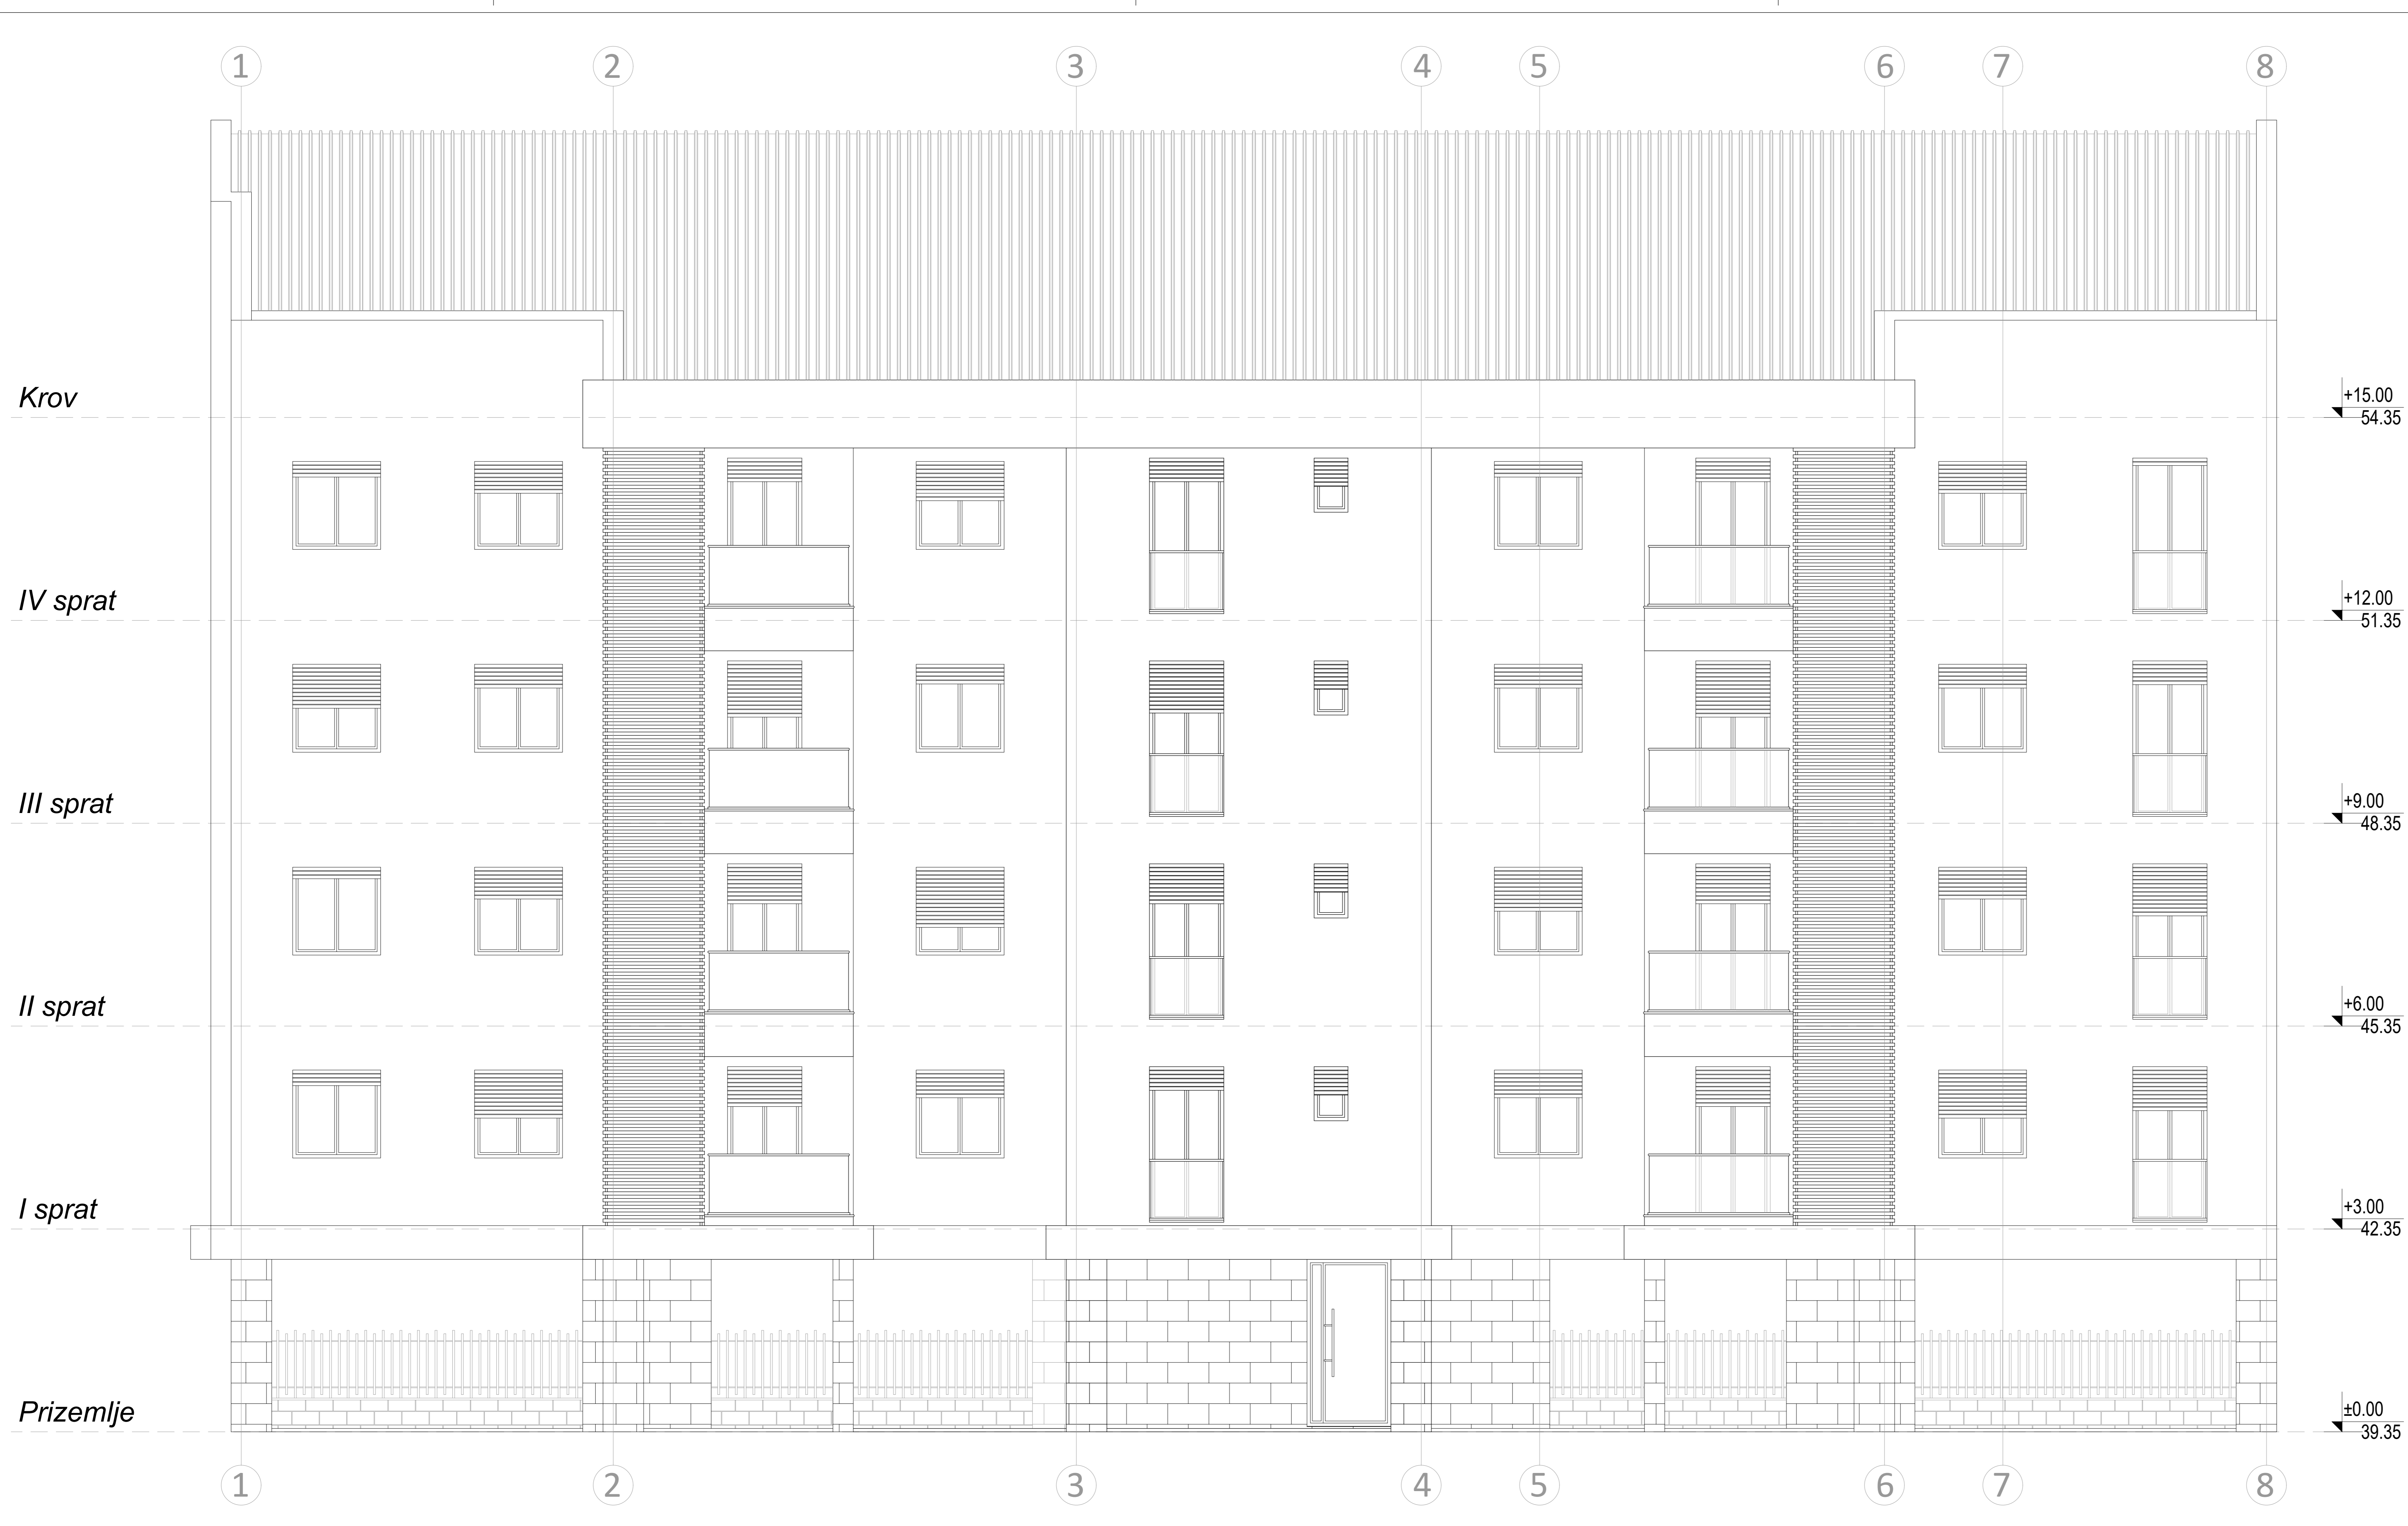 1 2 3 4 5 6 7 8
Krov
+15.00
54.35
IV sprat
+12.00
51.35
III sprat
+9.00
48.35
II sprat
+6.00
45.35
I sprat
+3.00
42.35
Prizemlje
±0.00
39.35
1 2 3 4 5 6 7 8